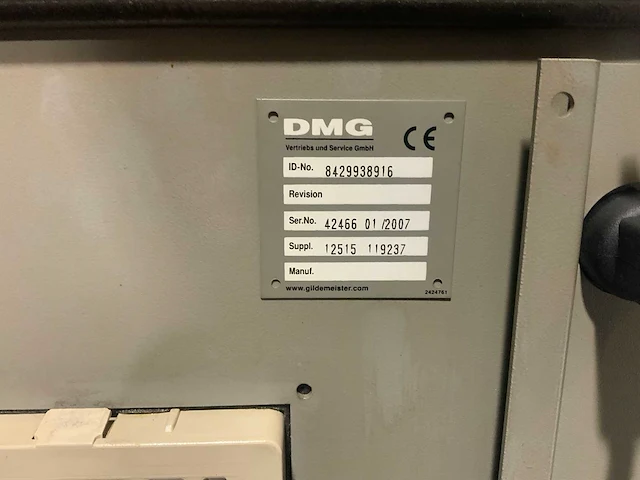 DMG CE
Vertriebs und Service GmbH
ID-No. 8429938916
Revision
Ser.No. 42466 01/2007
Suppl. 12515 119237
Manuf.
www.gildemeister.com 2424761